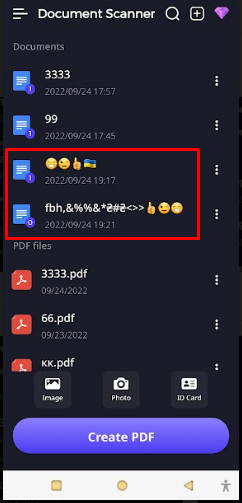 Document Scanner
Documents
3333
2022/09/24 17:57
99
2022/09/24 17:45
😁😉👍🇺🇦
2022/09/24 19:17
fbh,&%%&*₴#₴<>>👍😉😁
2022/09/24 19:21
PDF files
3333.pdf
09/24/2022
66.pdf
09/23/2022
кк.pdf
Image
Photo
ID Card
Create PDF